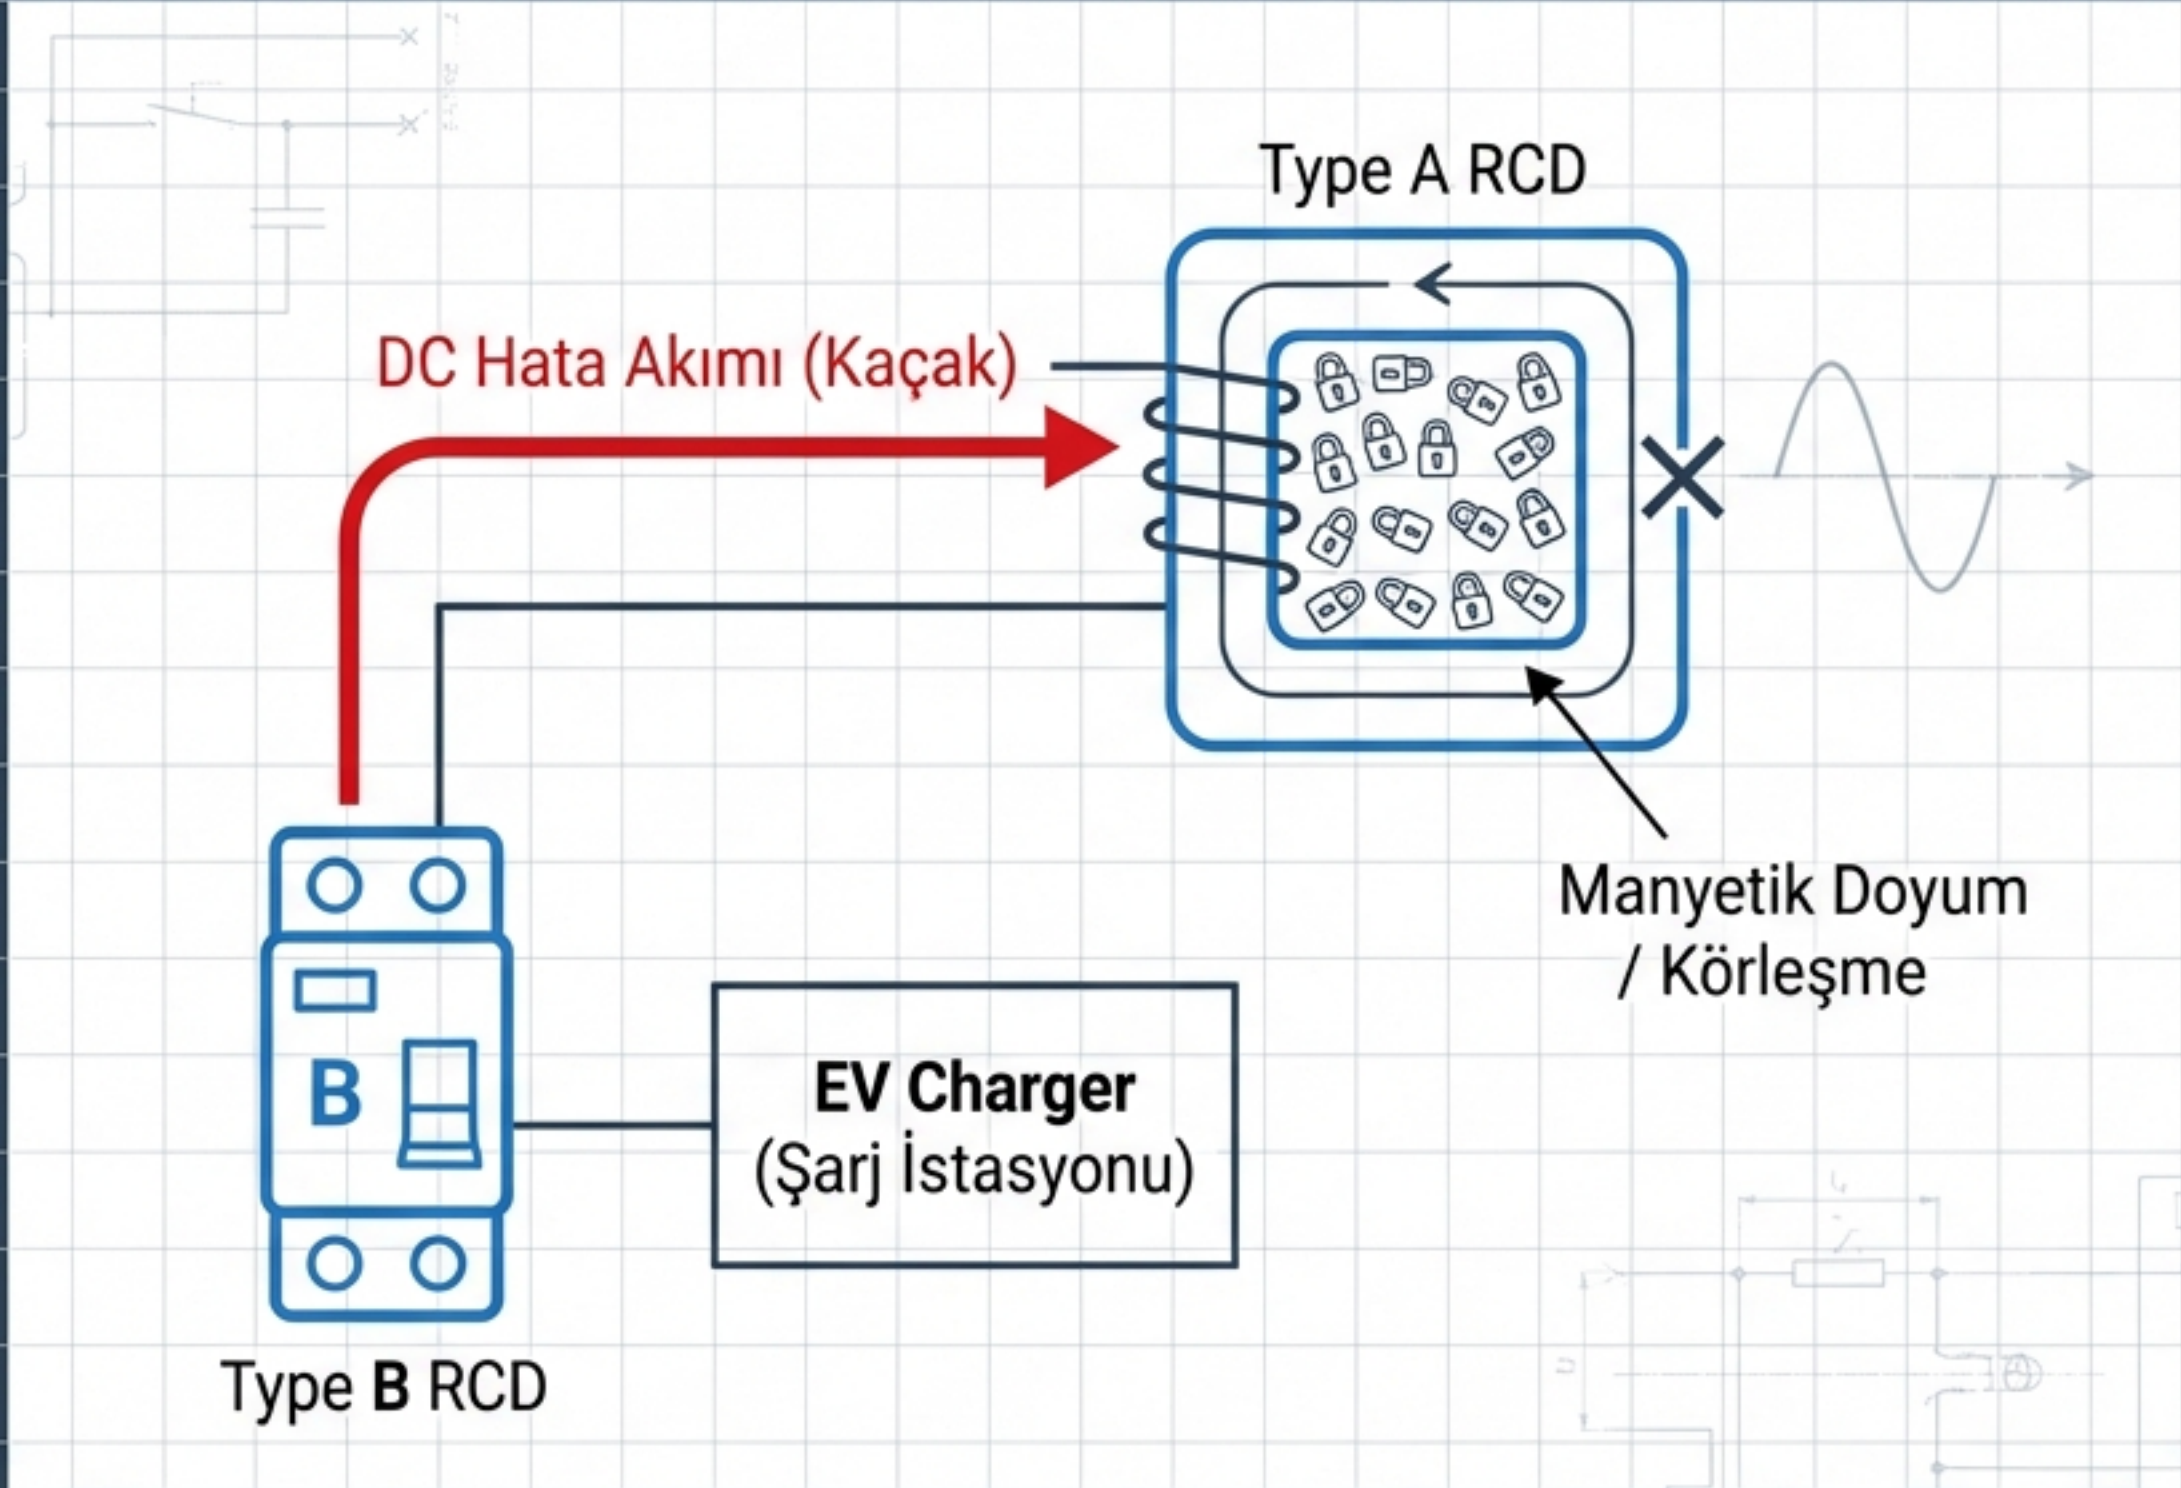 Type A RCD
DC Hata Akımı (Kaçak)
Manyetik Doyum
/ Körleşme
B
EV Charger
(Şarj İstasyonu)
Type B RCD